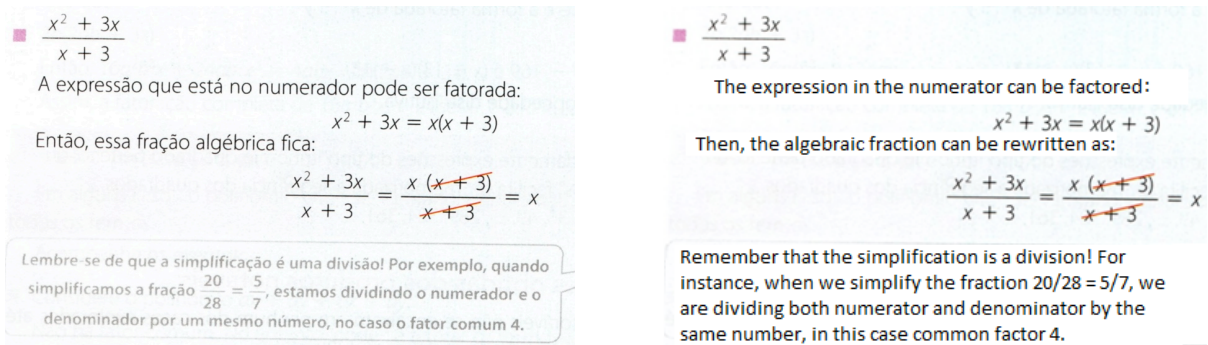 x² + 3x
x + 3
A expressão que está no numerador pode ser fatorada:
x² + 3x = x(x + 3)
Então, essa fração algébrica fica:
x² + 3x / x + 3 = x (x + 3) / x + 3 = x
Lembre-se de que a simplificação é uma divisão! Por exemplo, quando
simplificamos a fração 20/28 = 5/7, estamos dividindo o numerador e o
denominador por um mesmo número, no caso o fator comum 4.
x² + 3x
x + 3
The expression in the numerator can be factored:
x² + 3x = x(x + 3)
Then, the algebraic fraction can be rewritten as:
x² + 3x / x + 3 = x (x + 3) / x + 3 = x
Remember that the simplification is a division! For
instance, when we simplify the fraction 20/28 = 5/7, we
are dividing both numerator and denominator by the
same number, in this case common factor 4.